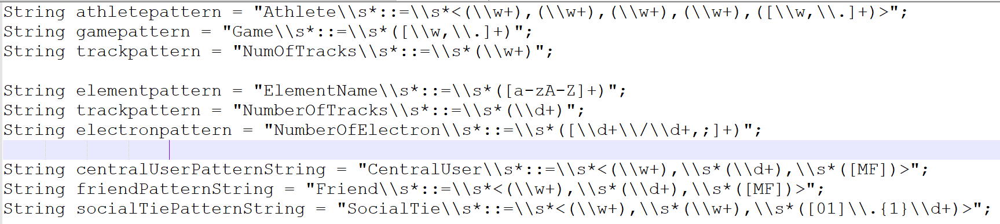 String athletepattern = "Athlete\\s*::=\\s*<(\\w+),(\\w+),(\\w+),(\\w+),([\\w,\\.]+)>";
String gamepattern = "Game\\s*::=\\s*([\\w,\\.]+)";
String trackpattern = "NumOfTracks\\s*::=\\s*(\\w+)";
String elementpattern = "ElementName\\s*::=\\s*([a-zA-Z]+)";
String trackpattern = "NumberOfTracks\\s*::=\\s*(\\d+)";
String electronpattern = "NumberOfElectron\\s*::=\\s*([\\d+\\/\\d+,;]+)";
String centralUserPatternString = "CentralUser\\s*::=\\s*<(\\w+),\\s*(\\d+),\\s*([MF])>";
String friendPatternString = "Friend\\s*::=\\s*<(\\w+),\\s*(\\d+),\\s*([MF])>";
String socialTiePatternString = "SocialTie\\s*::=\\s*<(\\w+),\\s*(\\w+),\\s*([01]\\.{1}\\d+)>";